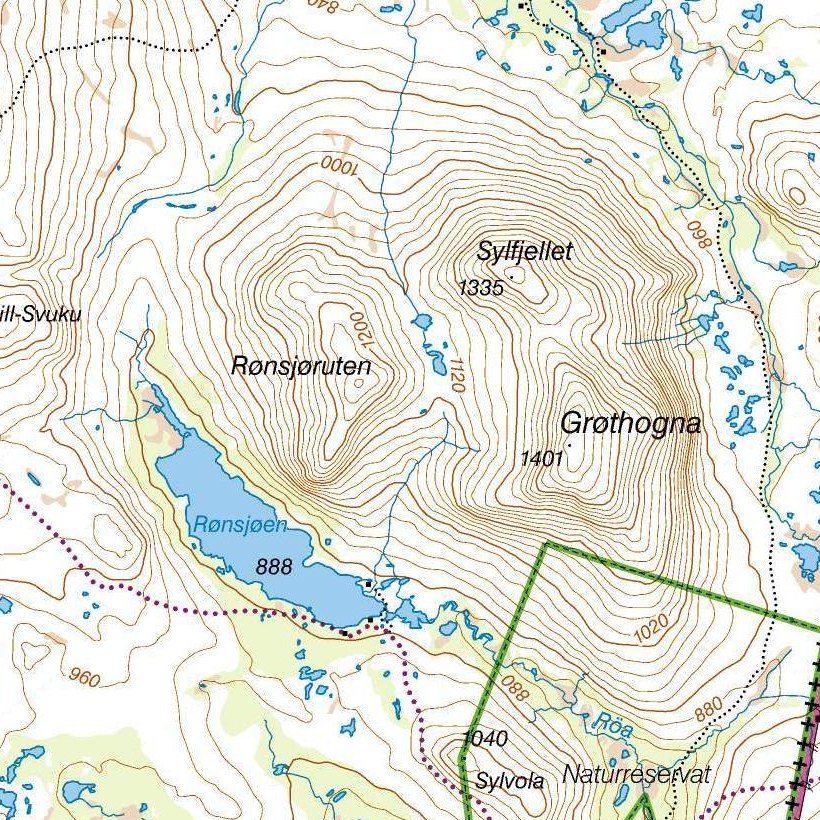 840
1000
860
Sylfjellet
1335
ill-Svuku
1200
Rønsjøruten
1120
Grøthogna
1401
Rønsjøen
888
1020
960
880
880
Röa
1040
Sylvola
Naturreservat